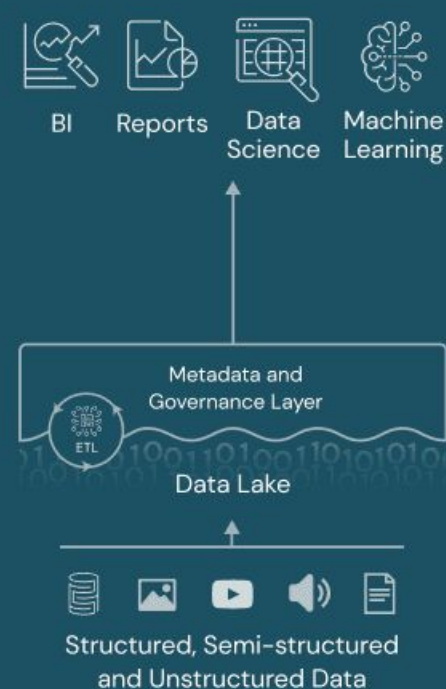 BI
Reports
Data
Science
Machine
Learning
Metadata and
Governance Layer
ETL
Data Lake
Structured, Semi-structured
and Unstructured Data